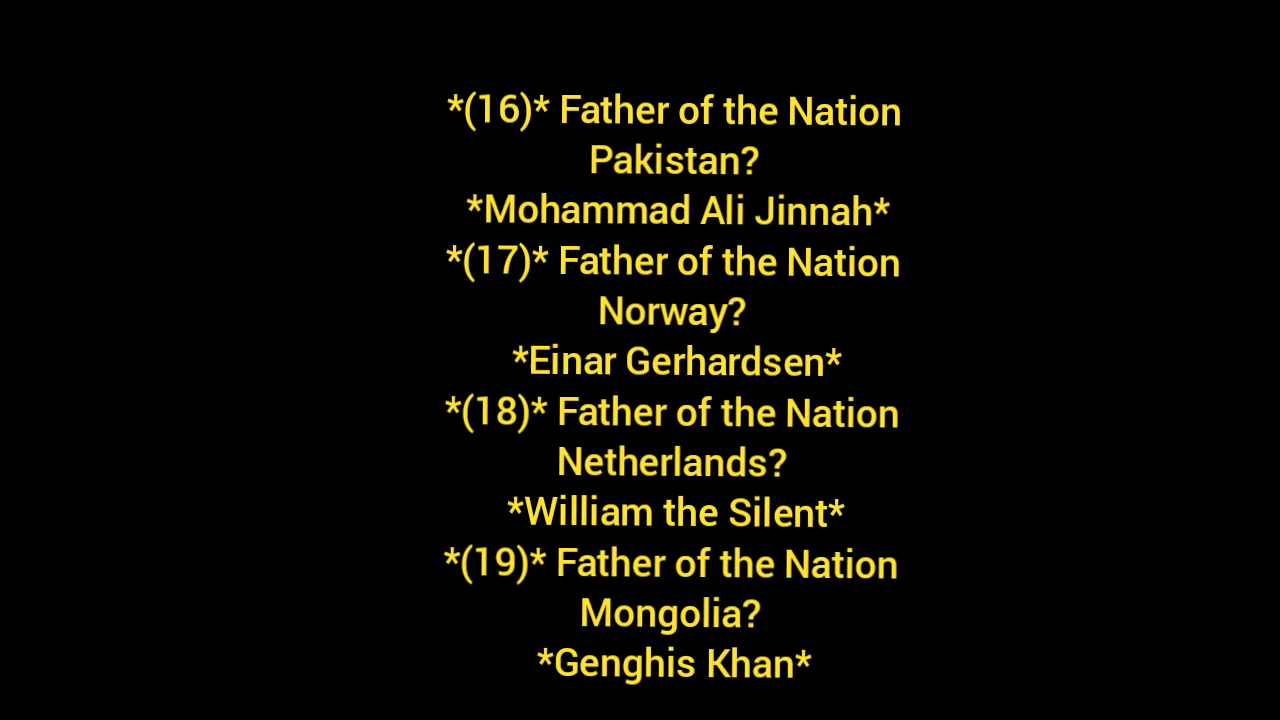 *(16)* Father of the Nation
Pakistan?
*Mohammad Ali Jinnah*
*(17)* Father of the Nation
Norway?
*Einar Gerhardsen*
*(18)* Father of the Nation
Netherlands?
*William the Silent*
*(19)* Father of the Nation
Mongolia?
*Genghis Khan*